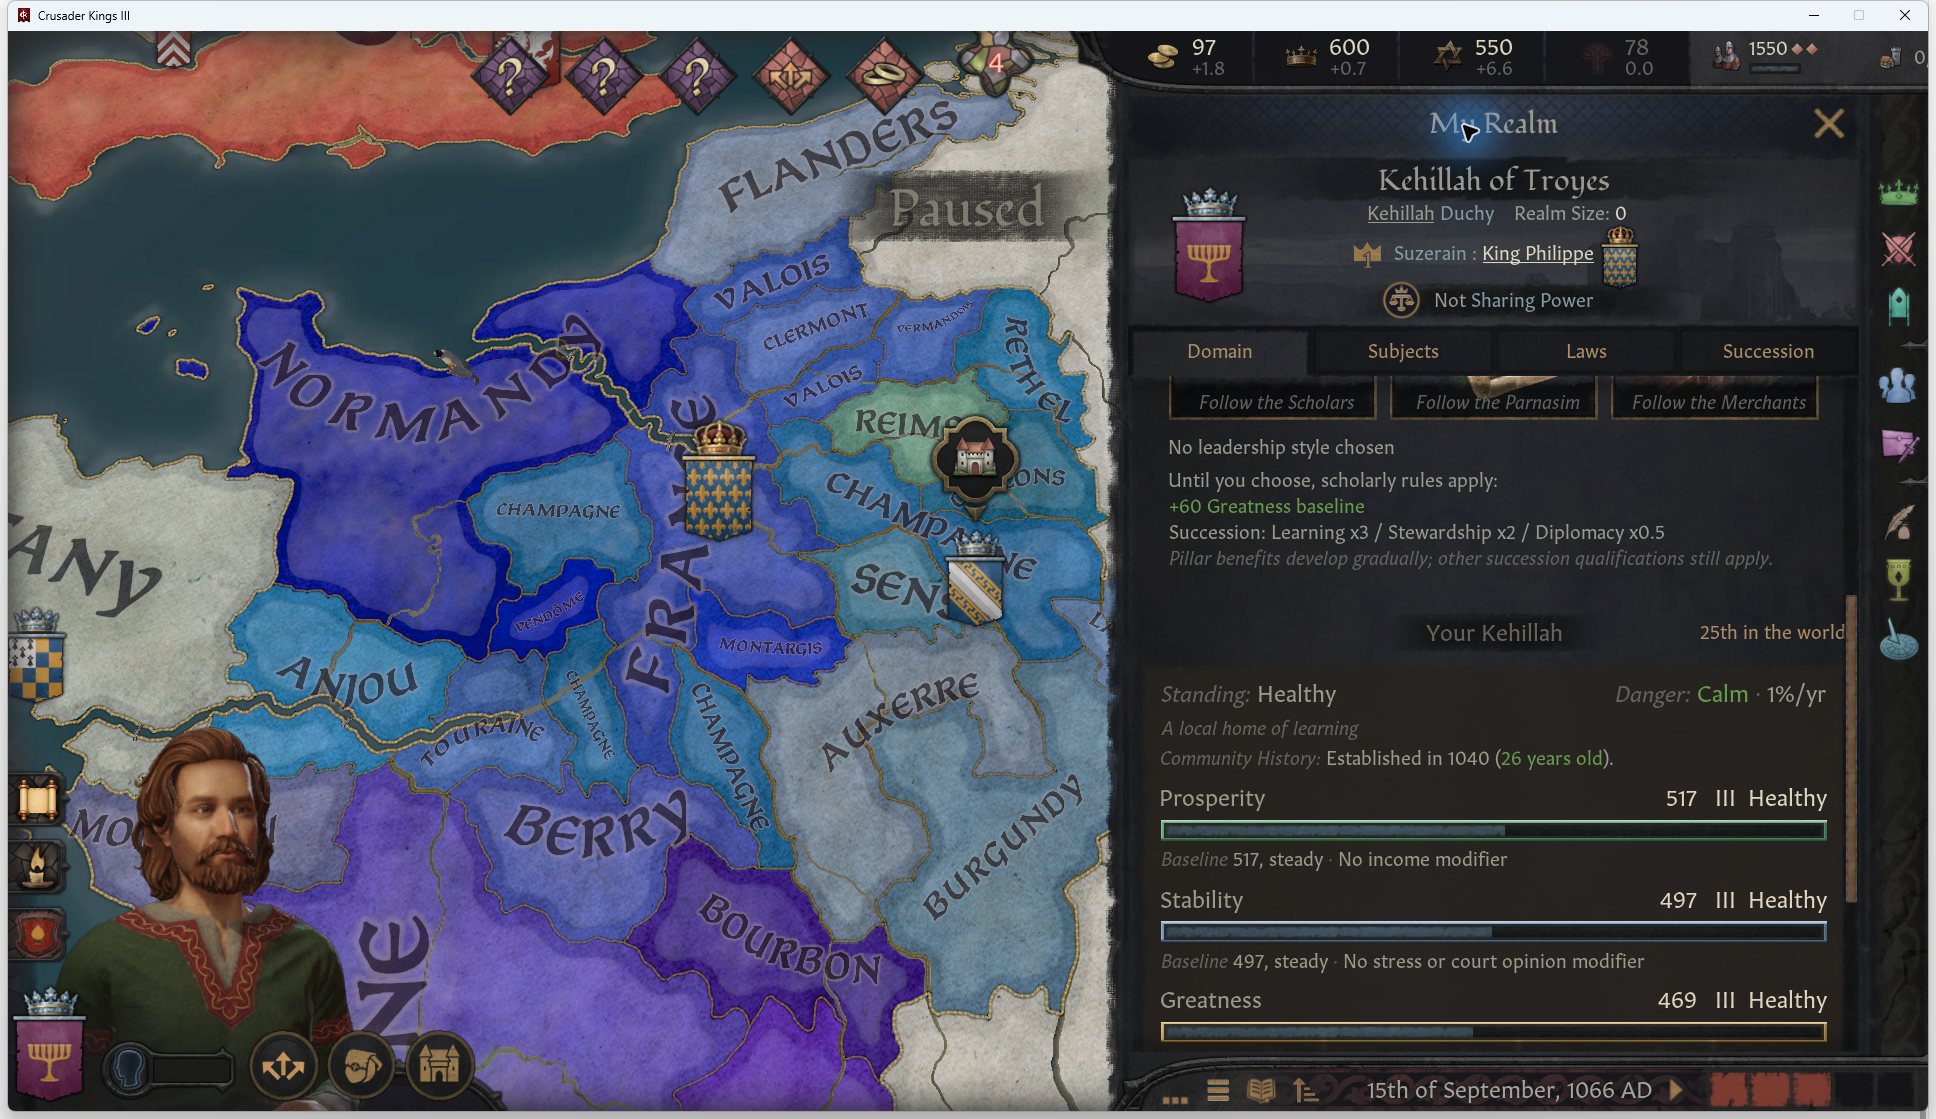 Crusader Kings III
97
+1.8
600
+0.7
550
+6.6
78
0.0
1550
0
4
Paused
My Realm
Kehillah of Troyes
Kehillah Duchy Realm Size: 0
Suzerain : King Philippe
Not Sharing Power
Domain
Subjects
Laws
Succession
Follow the Scholars
Follow the Parnasim
Follow the Merchants
No leadership style chosen
Until you choose, scholarly rules apply:
+60 Greatness baseline
Succession: Learning x3 / Stewardship x2 / Diplomacy x0.5
Pillar benefits develop gradually; other succession qualifications still apply.
Your Kehillah
25th in the world
Standing: Healthy
Danger: Calm · 1%/yr
A local home of learning
Community History: Established in 1040 (26 years old).
Prosperity
517 III Healthy
Baseline 517, steady · No income modifier
Stability
497 III Healthy
Baseline 497, steady · No stress or court opinion modifier
Greatness
469 III Healthy
15th of September, 1066 AD
FLANDERS
VALOIS
CLERMONT
VERMANDOIS
RETHEL
NORMANDY
VALOIS
REIMS
ONS
CHAMPAGNE
CHAMPAGNE
FRANCE
SENS
ANY
VENDÔME
MONTARGIS
ANJOU
CHAMPAGNE
CHAMPAGNE
TOURAINE
AUXERRE
BERRY
BURGUNDY
BOURBON
MO
NE